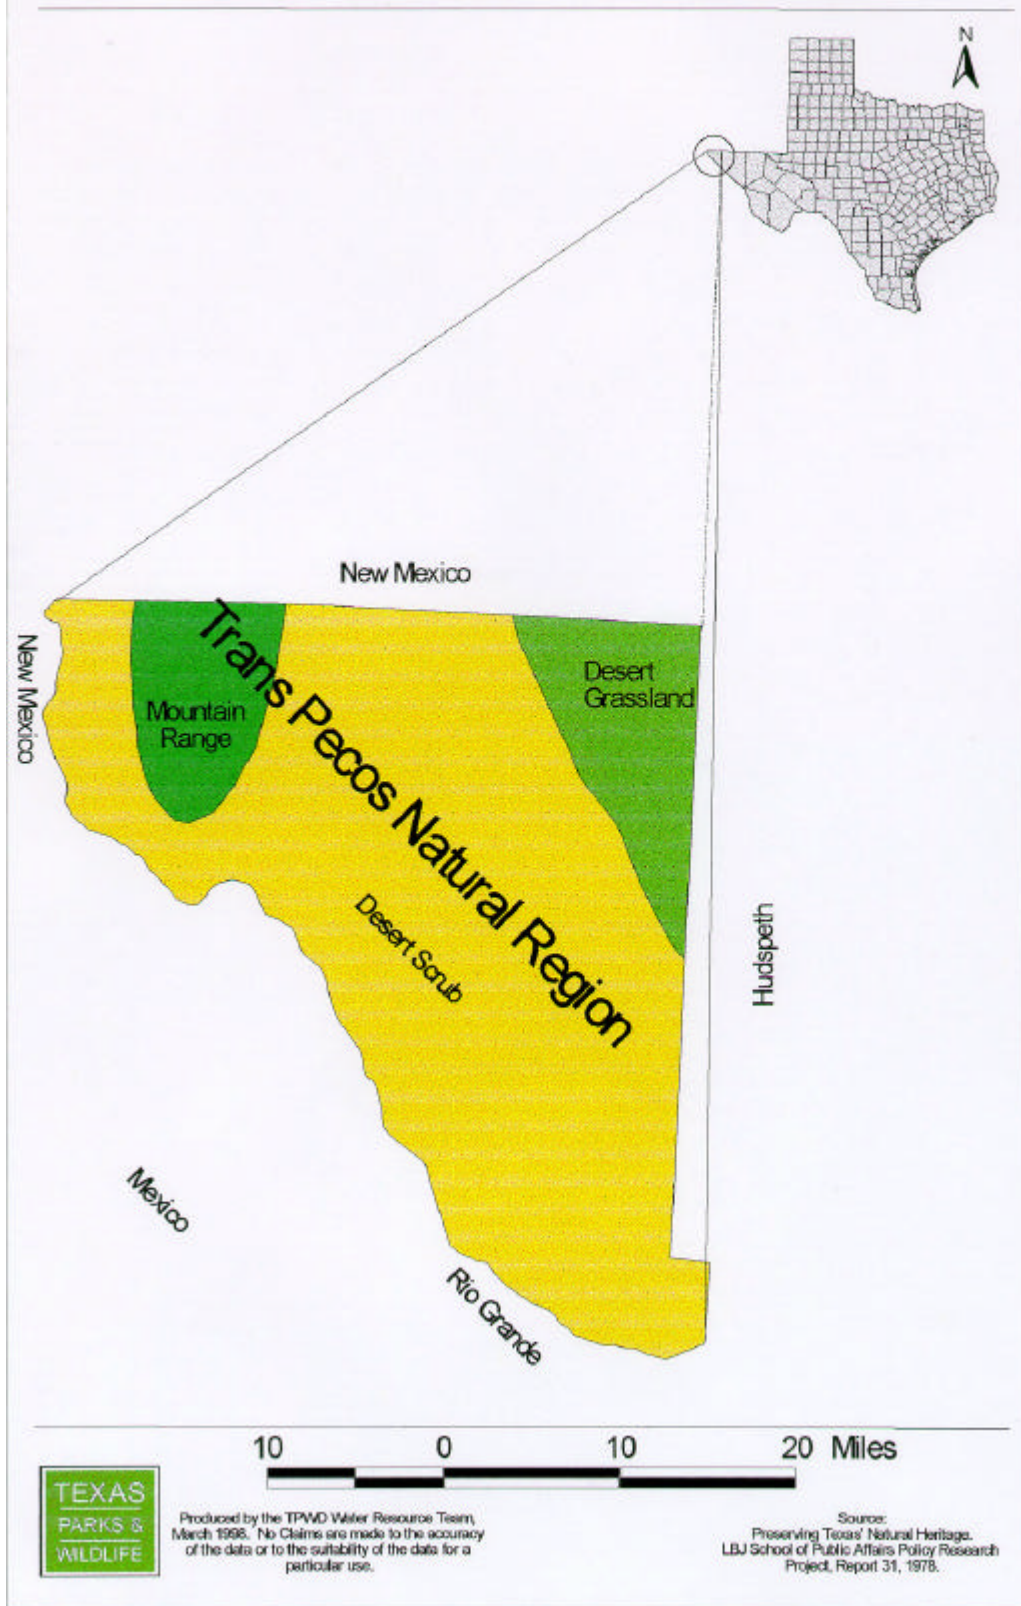 N
New Mexico
New Mexico
Trans Pecos Natural Region
Desert
Grassland
Mountain
Range
Desert Scrub
Hudspeth
Mexico
Rio Grande
10 0 10 20 Miles
TEXAS
PARKS &
WILDLIFE
Produced by the TPWD Water Resource Team,
March 1998. No Claims are made to the accuracy
of the data or to the suitability of the data for a
particular use.
Source:
Preserving Texas' Natural Heritage.
LBJ School of Public Affairs Policy Research
Project, Report 31, 1978.